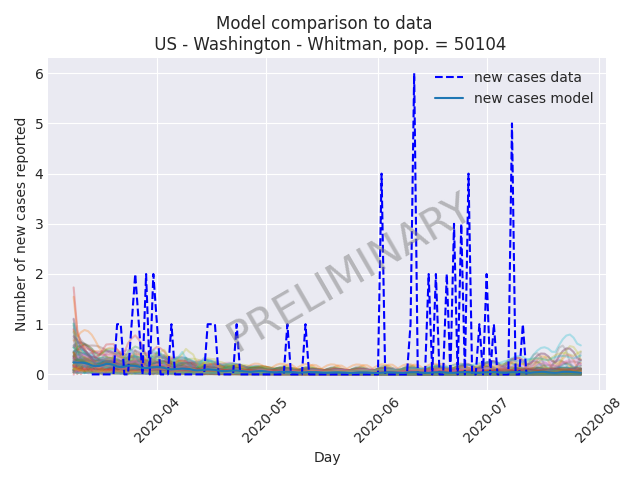 Model comparison to data
US - Washington - Whitman, pop. = 50104
new cases data
new cases model
PRELIMINARY
Number of new cases reported
6
5
4
3
2
1
0
2020-04
2020-05
2020-06
2020-07
2020-08
Day